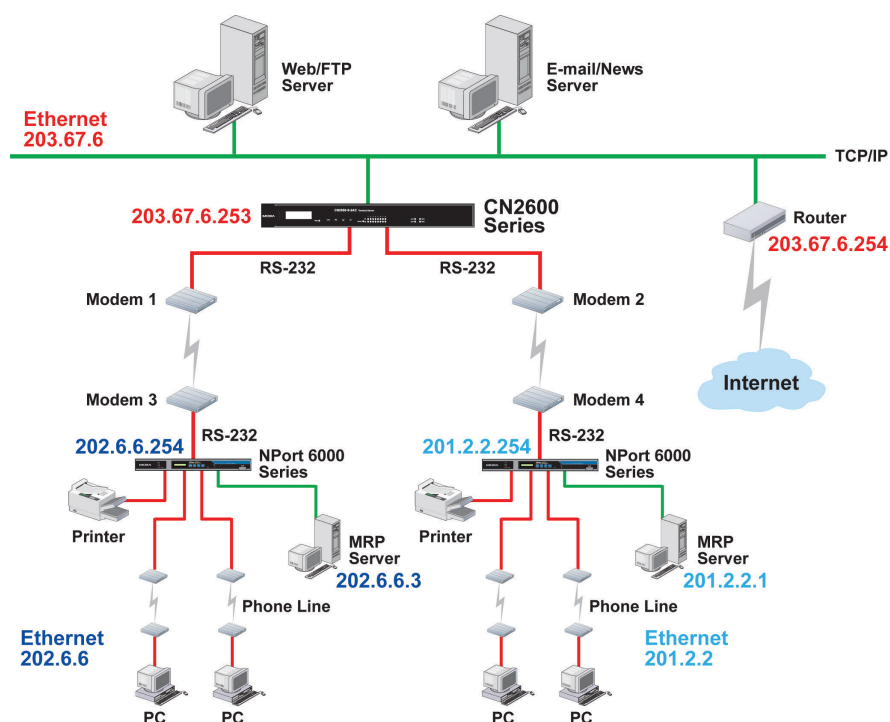 Web/FTP
Server
E-mail/News
Server
Ethernet
203.67.6
TCP/IP
203.67.6.253
CN2600
Series
Router
203.67.6.254
RS-232
RS-232
Modem 1
Modem 2
Internet
Modem 3
Modem 4
202.6.6.254
RS-232
NPort 6000
Series
201.2.2.254
RS-232
NPort 6000
Series
Printer
MRP
Server
202.6.6.3
Printer
MRP
Server
201.2.2.1
Phone Line
Phone Line
Ethernet
202.6.6
Ethernet
201.2.2
PC
PC
PC
PC